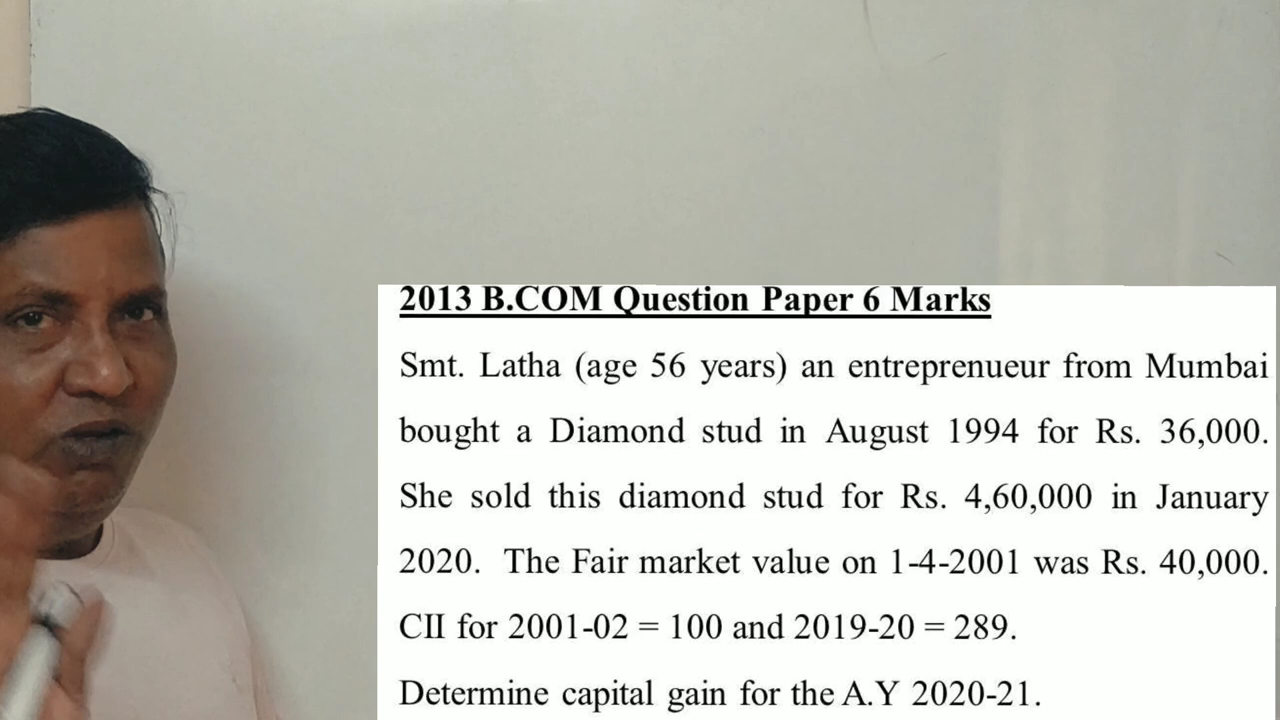 2013 B.COM Question Paper 6 Marks
Smt. Latha (age 56 years) an entreprenueur from Mumbai
bought a Diamond stud in August 1994 for Rs. 36,000.
She sold this diamond stud for Rs. 4,60,000 in January
2020. The Fair market value on 1-4-2001 was Rs. 40,000.
CII for 2001-02 = 100 and 2019-20 = 289.
Determine capital gain for the A.Y 2020-21.